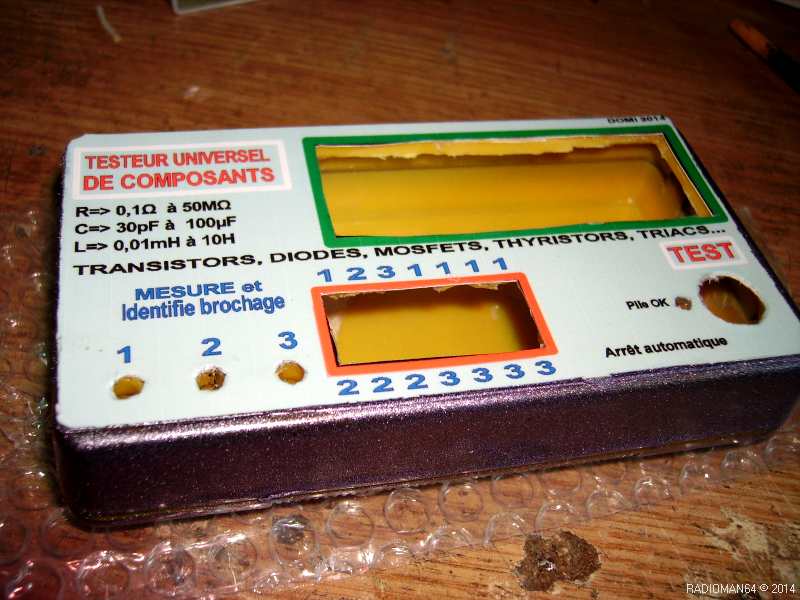 DOMI 2014
TESTEUR UNIVERSEL
DE COMPOSANTS
R=> 0,1Ω à 50MΩ
C=> 30pF à 100µF
L=> 0,01mH à 10H
TRANSISTORS, DIODES, MOSFETS, THYRISTORS, TRIACS...
TEST
MESURE et
Identifie brochage
1 2 3 1 1 1 1
Pile OK
1 2 3
Arrêt automatique
2 2 2 3 3 3 3
RADIOMAN64 © 2014